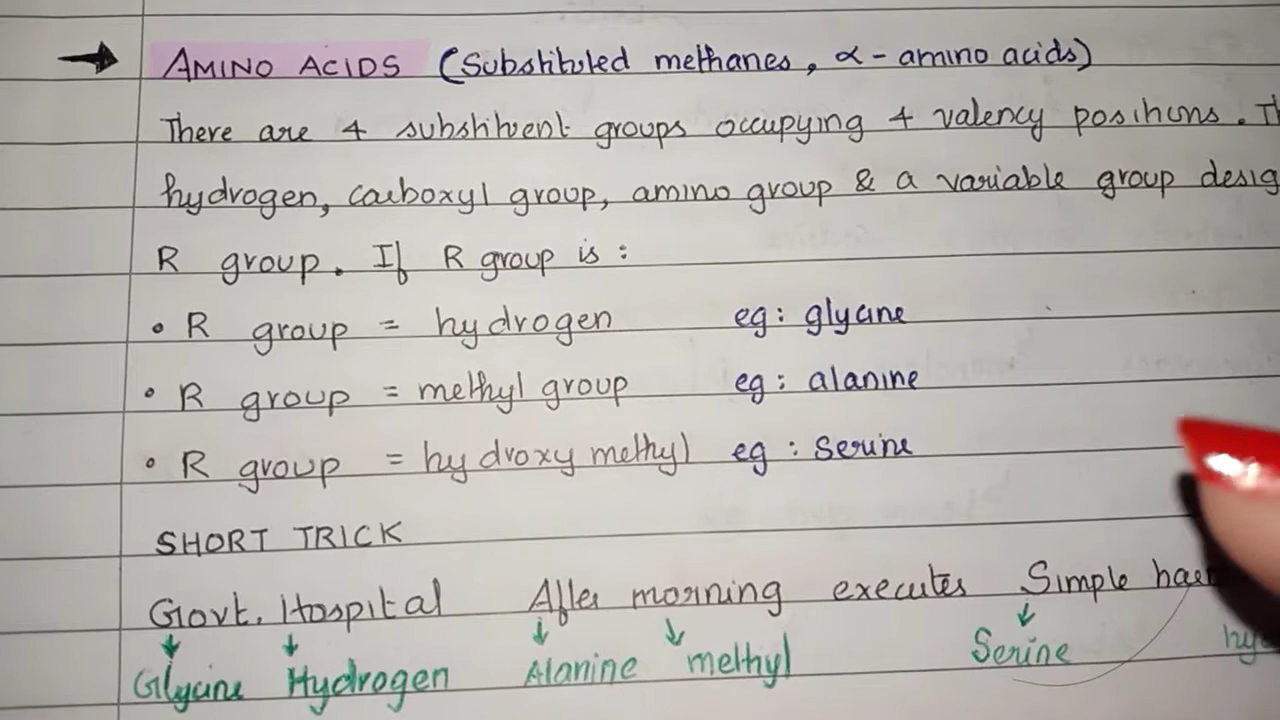 AMINO ACIDS (Substituted methanes, α-amino acids)
There are 4 substituent groups occupying 4 valency positions.
hydrogen, carboxyl group, amino group & a variable group desig
R group. If R group is:
• R group = hydrogen eg: glycine
• R group = methyl group eg: alanine
• R group = hydroxy methyl eg: serine
SHORT TRICK
Govt. Hospital After morning executes Simple
Glycine Hydrogen Alanine methyl Serine